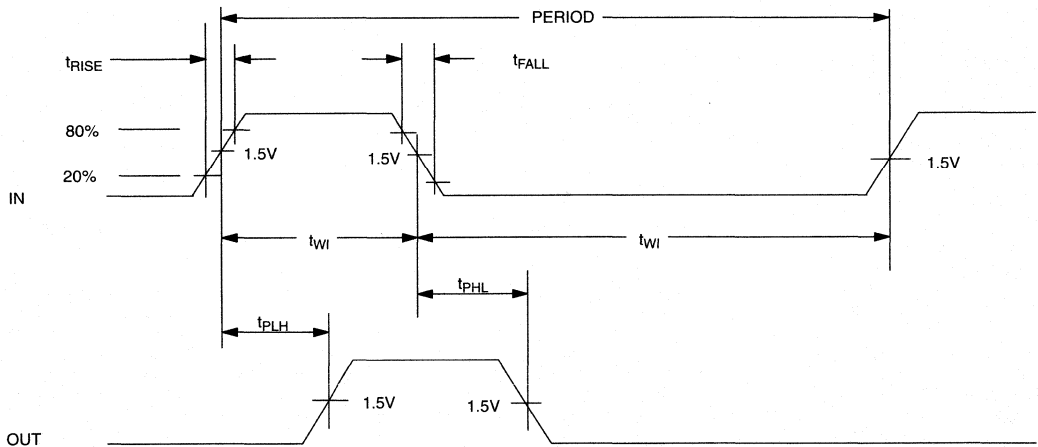 PERIOD
tRISE
tFALL
80%
1.5V
1.5V
1.5V
20%
IN
tWI
tWI
tPHL
tPLH
1.5V
1.5V
OUT